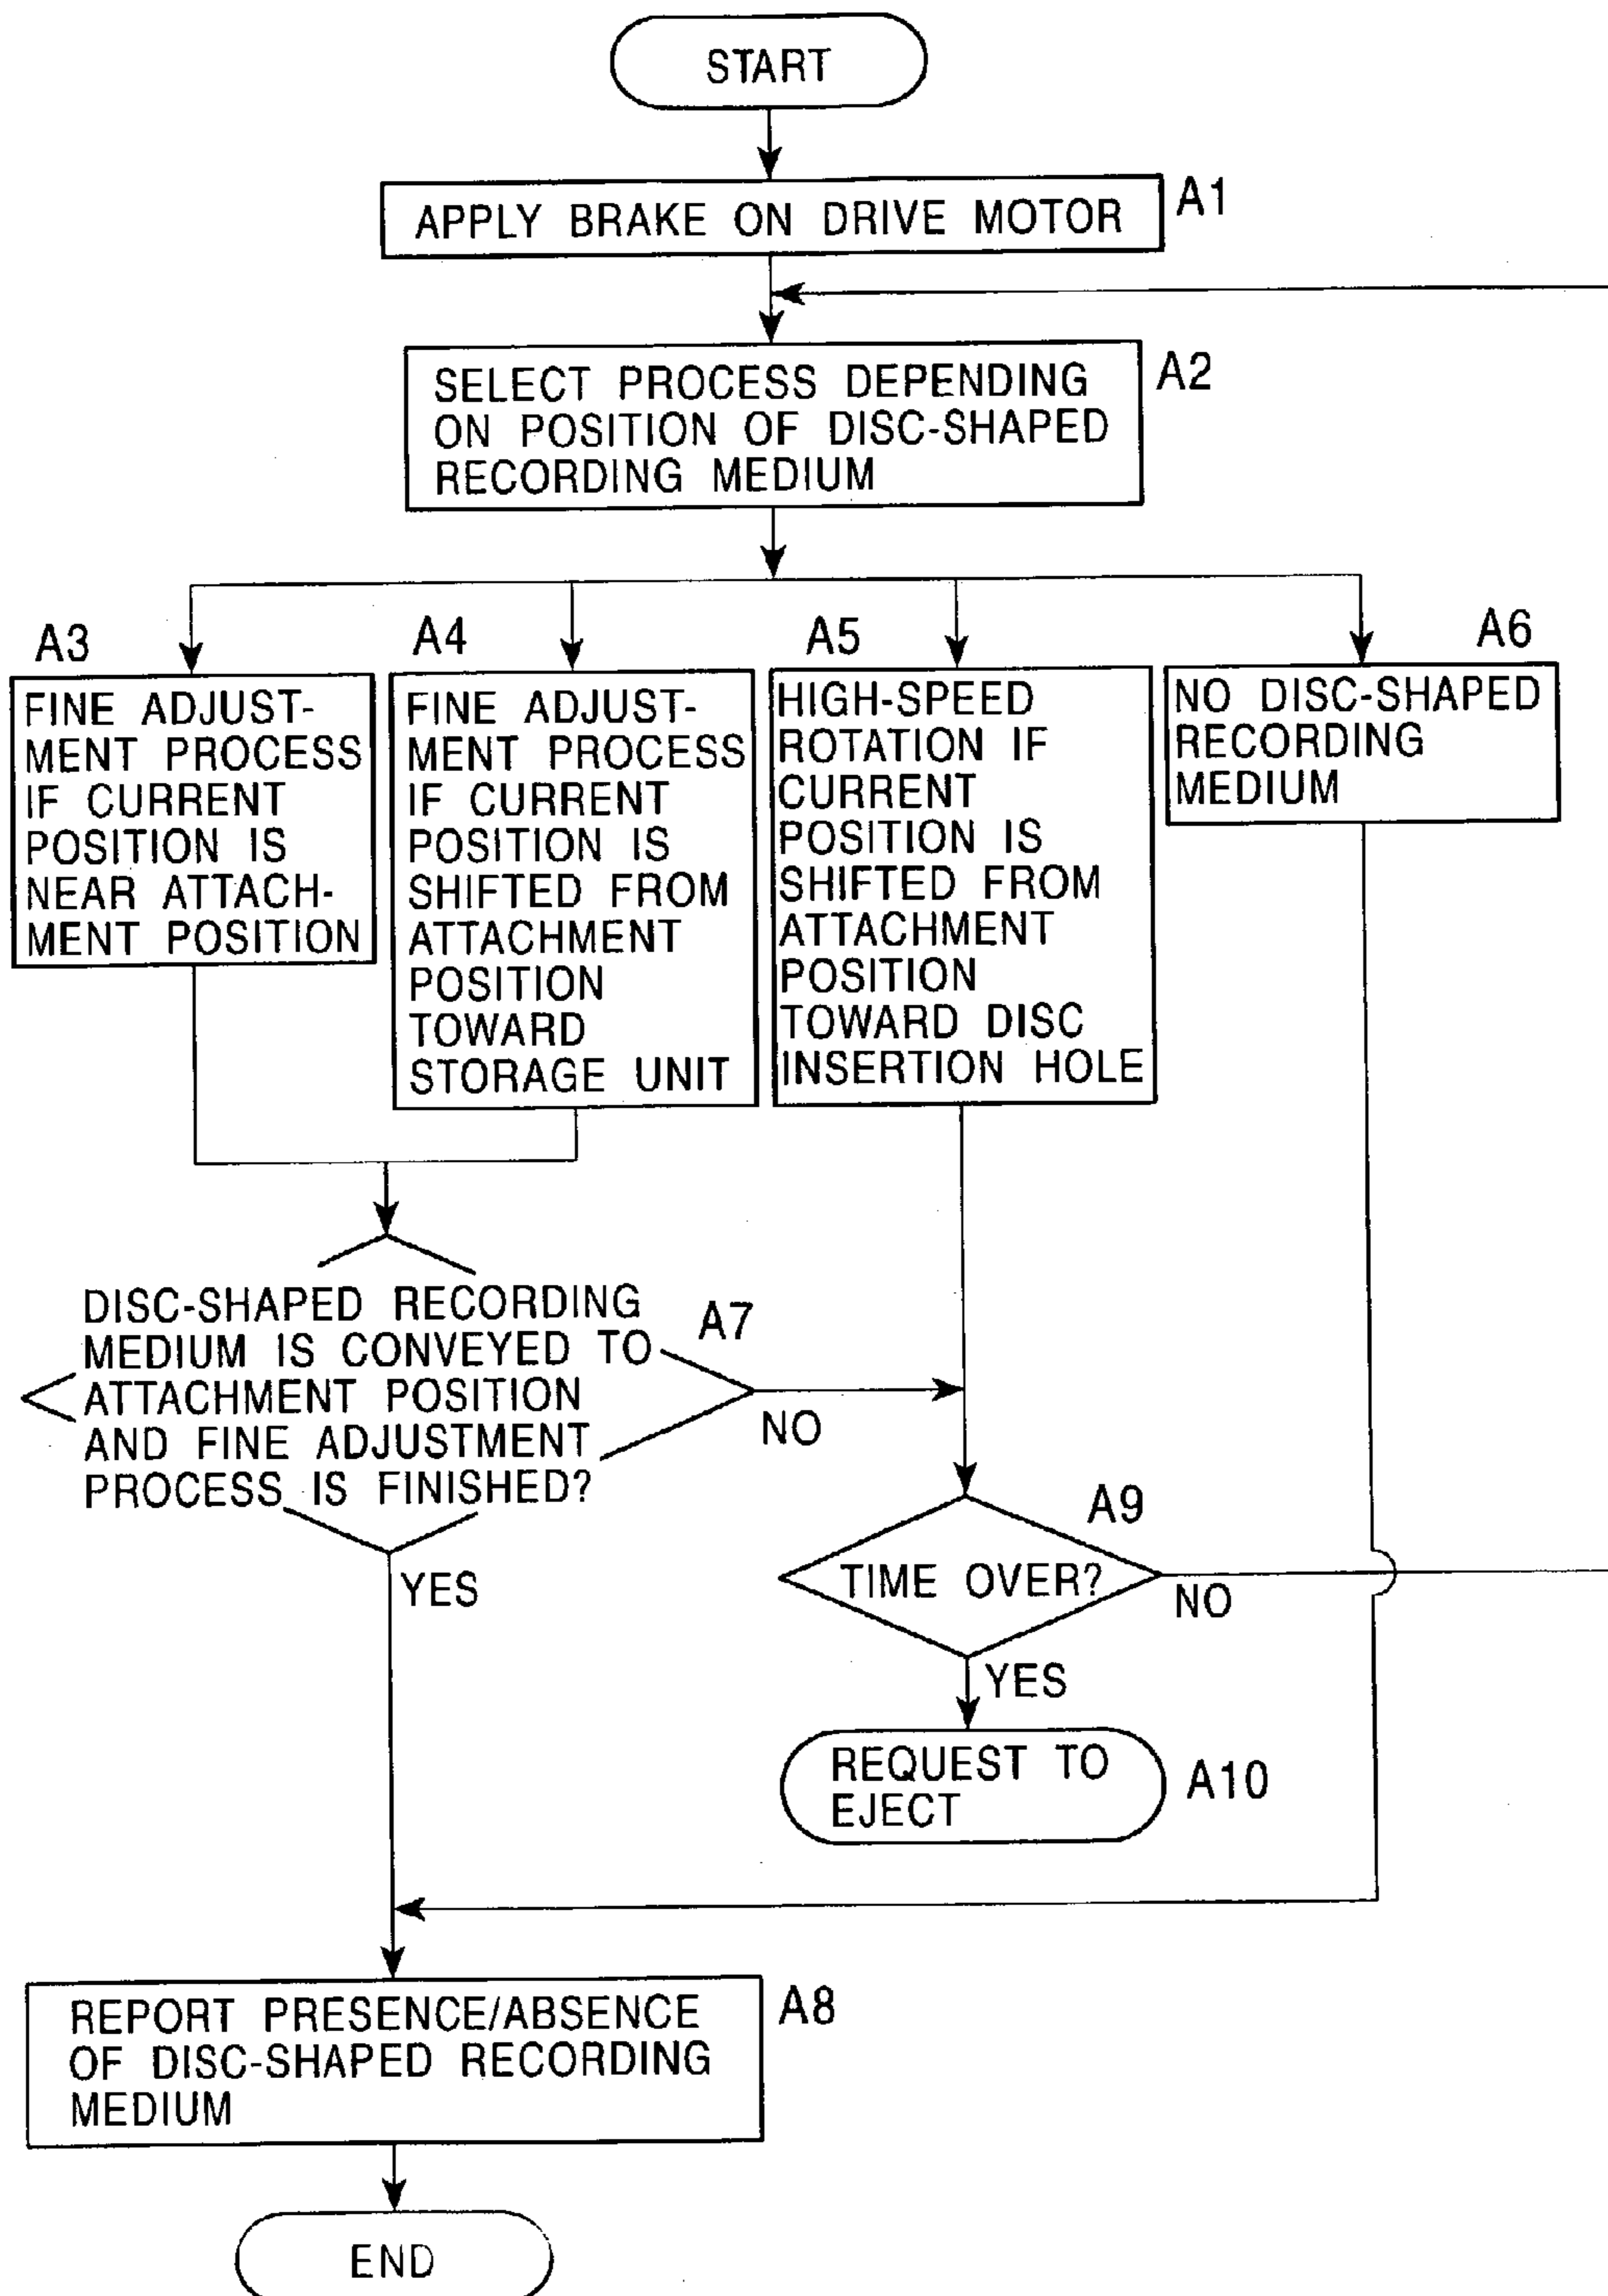 START
APPLY BRAKE ON DRIVE MOTOR
A1
SELECT PROCESS DEPENDING
ON POSITION OF DISC-SHAPED
RECORDING MEDIUM
A2
A3
FINE ADJUST-
MENT PROCESS
IF CURRENT
POSITION IS
NEAR ATTACH-
MENT POSITION
A4
FINE ADJUST-
MENT PROCESS
IF CURRENT
POSITION IS
SHIFTED FROM
ATTACHMENT
POSITION
TOWARD
STORAGE UNIT
A5
HIGH-SPEED
ROTATION IF
CURRENT
POSITION IS
SHIFTED FROM
ATTACHMENT
POSITION
TOWARD DISC
INSERTION HOLE
A6
NO DISC-SHAPED
RECORDING
MEDIUM
DISC-SHAPED RECORDING
MEDIUM IS CONVEYED TO
ATTACHMENT POSITION
AND FINE ADJUSTMENT
PROCESS IS FINISHED?
A7
NO
YES
A9
TIME OVER?
NO
YES
REQUEST TO
EJECT
A10
REPORT PRESENCE/ABSENCE
OF DISC-SHAPED RECORDING
MEDIUM
A8
END